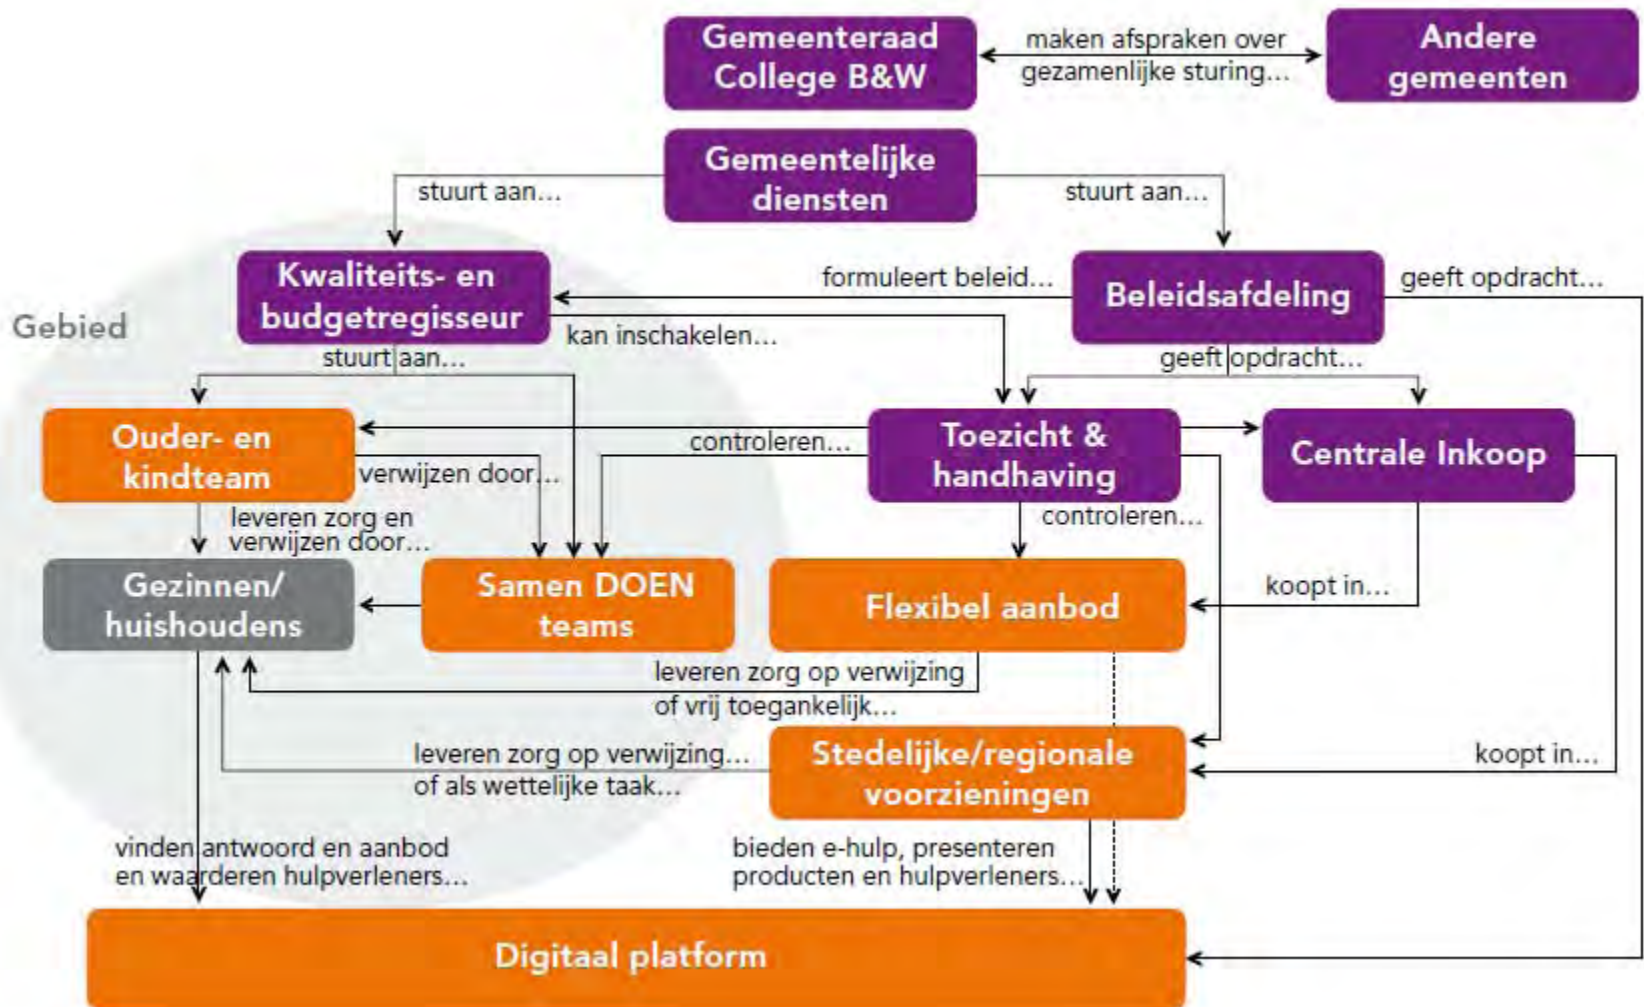 Gemeenteraad
College B&W
maken afspraken over
gezamenlijke sturing...
Andere
gemeenten
Gemeentelijke
diensten
stuurt aan...
stuurt aan...
Kwaliteits- en
budgetregisseur
formuleert beleid...
Beleidsafdeling
geeft opdracht...
Gebied
kan inschakelen...
stuurt aan...
geeft opdracht...
Ouder- en
kindteam
verwijzen door...
controleren...
Toezicht &
handhaving
Centrale Inkoop
leveren zorg en
verwijzen door...
controleren...
Gezinnen/
huishoudens
Samen DOEN
teams
Flexibel aanbod
koopt in...
leveren zorg op verwijzing
of vrij toegankelijk...
leveren zorg op verwijzing...
of als wettelijke taak...
Stedelijke/regionale
voorzieningen
koopt in...
vinden antwoord en aanbod
en waarderen hulpverleners...
bieden e-hulp, presenteren
producten en hulpverleners...
Digitaal platform